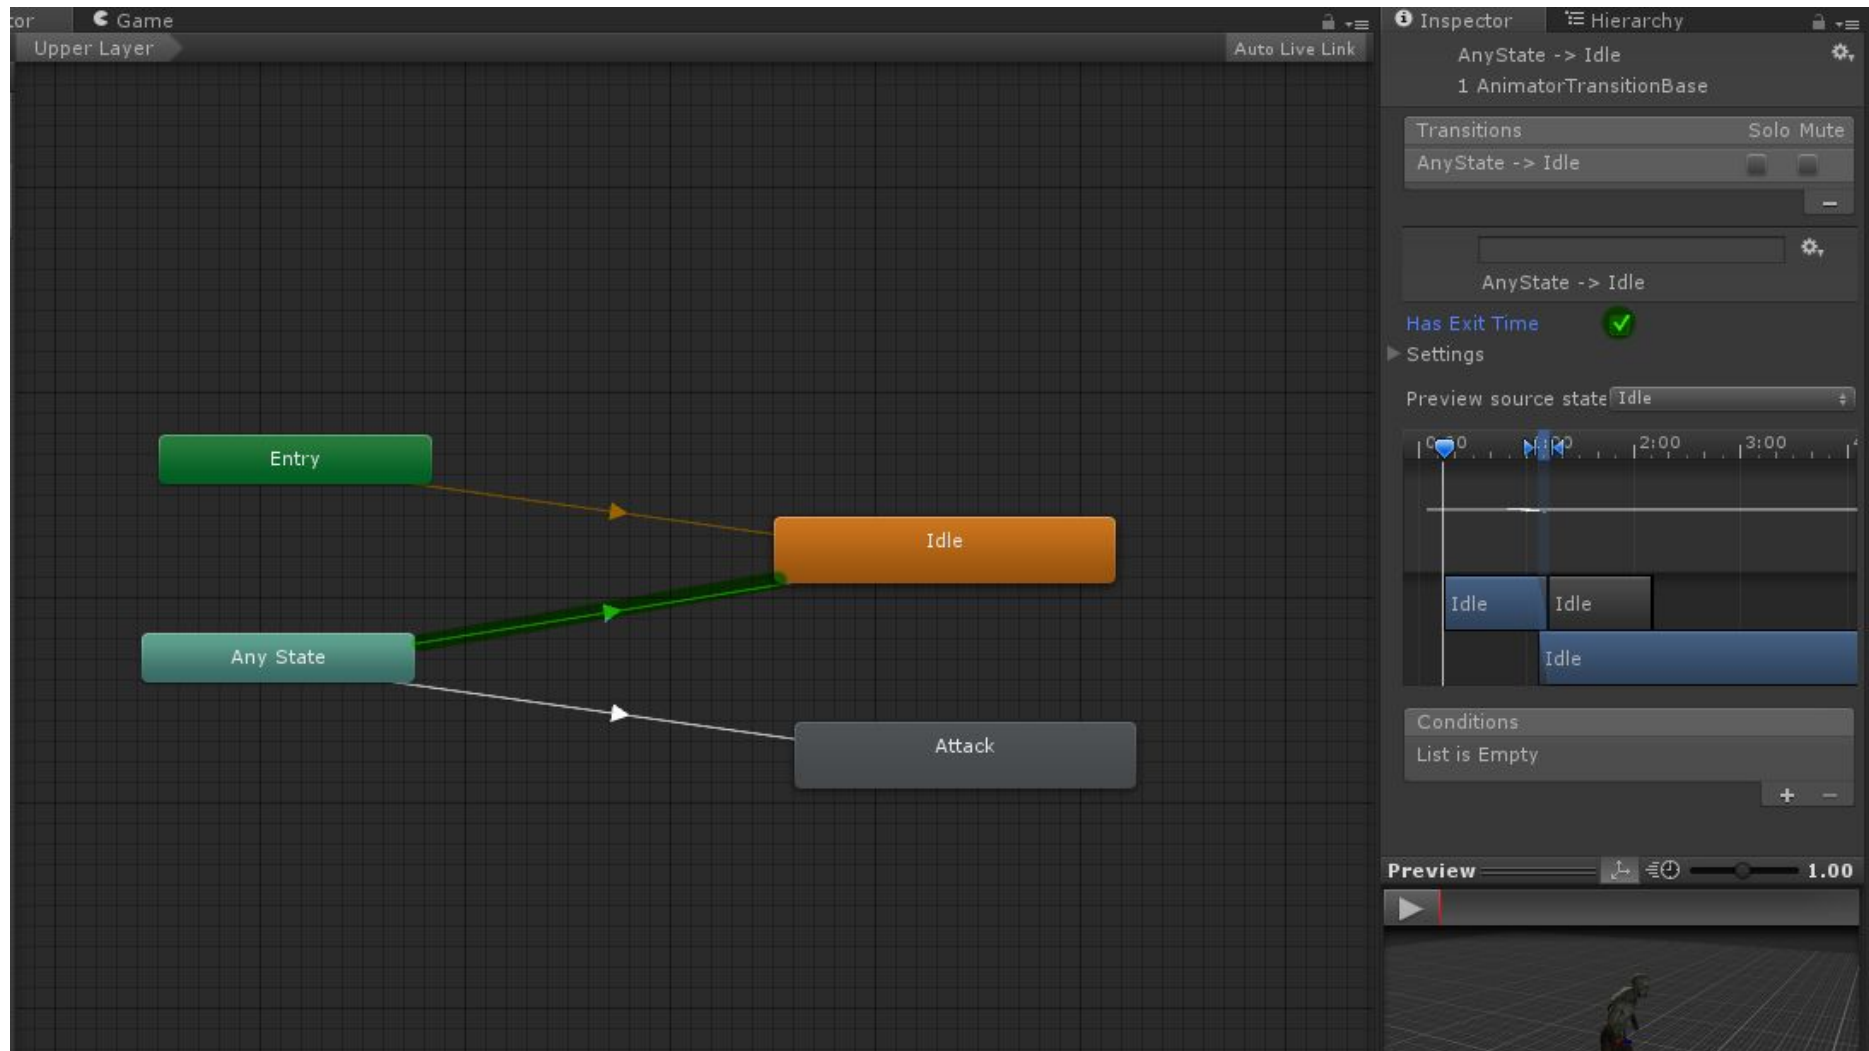 tor Game
Upper Layer
Auto Live Link
Entry
Idle
Any State
Attack
Inspector Hierarchy
AnyState -> Idle
1 AnimatorTransitionBase
Transitions Solo Mute
AnyState -> Idle
AnyState -> Idle
Has Exit Time
Settings
Preview source state Idle
2:00 3:00
Idle Idle
Idle
Conditions
List is Empty
Preview 1.00